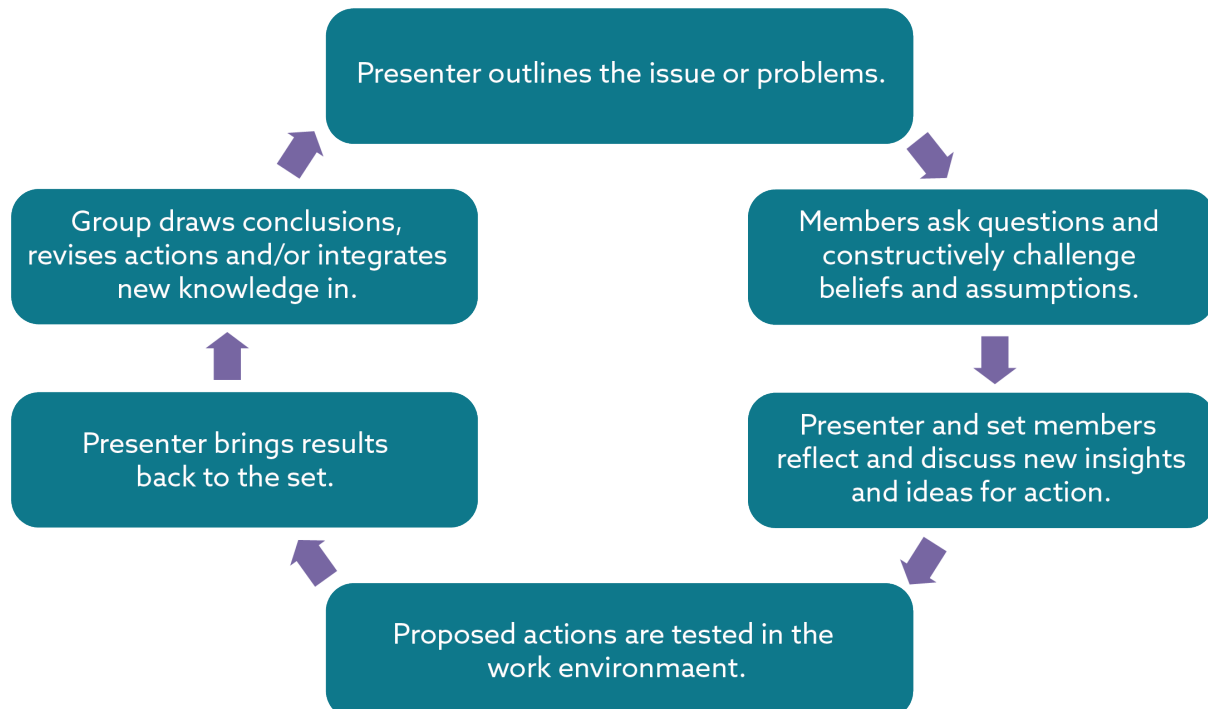 Presenter outlines the issue or problems.
Members ask questions and
constructively challenge
beliefs and assumptions.
Presenter and set members
reflect and discuss new insights
and ideas for action.
Proposed actions are tested in the
work environmaent.
Presenter brings results
back to the set.
Group draws conclusions,
revises actions and/or integrates
new knowledge in.